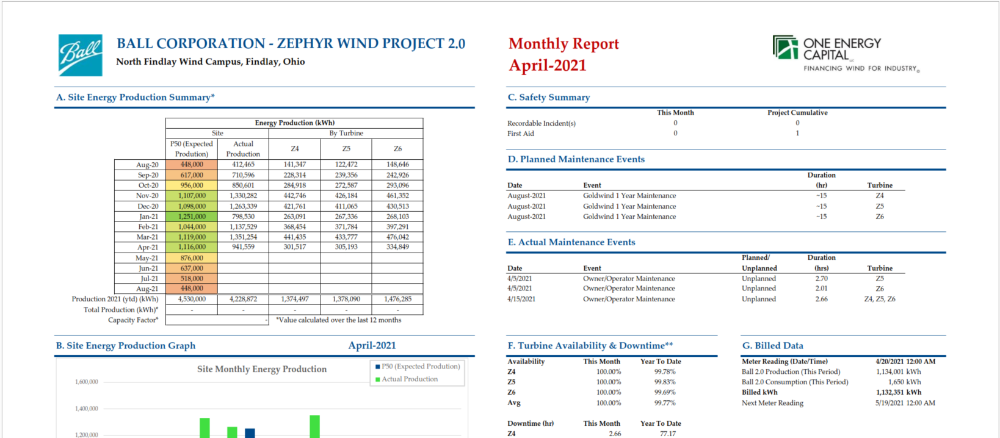 Ball
BALL CORPORATION - ZEPHYR WIND PROJECT 2.0
North Findlay Wind Campus, Findlay, Ohio
Monthly Report
April-2021
ONE ENERGY
CAPITAL LLC
FINANCING WIND FOR INDUSTRY®
A. Site Energy Production Summary*
Energy Production (kWh)
Site By Turbine
P50 (Expected Prodution) Actual Production Z4 Z5 Z6
Aug-20 448,000 412,465 141,347 122,472 148,646
Sep-20 617,000 710,596 228,314 239,356 242,926
Oct-20 956,000 850,601 284,918 272,587 293,096
Nov-20 1,107,000 1,330,282 442,746 426,184 461,352
Dec-20 1,098,000 1,263,339 421,761 411,065 430,513
Jan-21 1,251,000 798,530 263,091 267,336 268,103
Feb-21 1,044,000 1,137,529 368,454 371,784 397,291
Mar-21 1,119,000 1,351,254 441,435 433,777 476,042
Apr-21 1,116,000 941,559 301,517 305,193 334,849
May-21 876,000
Jun-21 637,000
Jul-21 518,000
Aug-21 448,000
Production 2021 (ytd) (kWh) 4,530,000 4,228,872 1,374,497 1,378,090 1,476,285
Total Production (kWh)* - - - - -
Capacity Factor* - *Value calculated over the last 12 months
B. Site Energy Production Graph April-2021
Site Monthly Energy Production
P50 (Expected Prodution)
Actual Production
1,600,000
1,400,000
1,200,000
C. Safety Summary
This Month Project Cumulative
Recordable Incident(s) 0 0
First Aid 0 1
D. Planned Maintenance Events
Duration
Date Event (hr) Turbine
August-2021 Goldwind 1 Year Maintenance ~15 Z4
August-2021 Goldwind 1 Year Maintenance ~15 Z5
August-2021 Goldwind 1 Year Maintenance ~15 Z6
E. Actual Maintenance Events
Planned/ Duration
Date Event Unplanned (hrs) Turbine
4/5/2021 Owner/Operator Maintenance Unplanned 2.70 Z5
4/5/2021 Owner/Operator Maintenance Unplanned 2.01 Z6
4/15/2021 Owner/Operator Maintenance Unplanned 2.66 Z4, Z5, Z6
F. Turbine Availability & Downtime**
Availability This Month Year To Date
Z4 100.00% 99.78%
Z5 100.00% 99.83%
Z6 100.00% 99.69%
Avg 100.00% 99.77%
Downtime (hr) This Month Year To Date
Z4 2.66 77.17
G. Billed Data
Meter Reading (Date/Time) 4/20/2021 12:00 AM
Ball 2.0 Production (This Period) 1,134,001 kWh
Ball 2.0 Consumption (This Period) 1,650 kWh
Billed kWh 1,132,351 kWh
Next Meter Reading 5/19/2021 12:00 AM